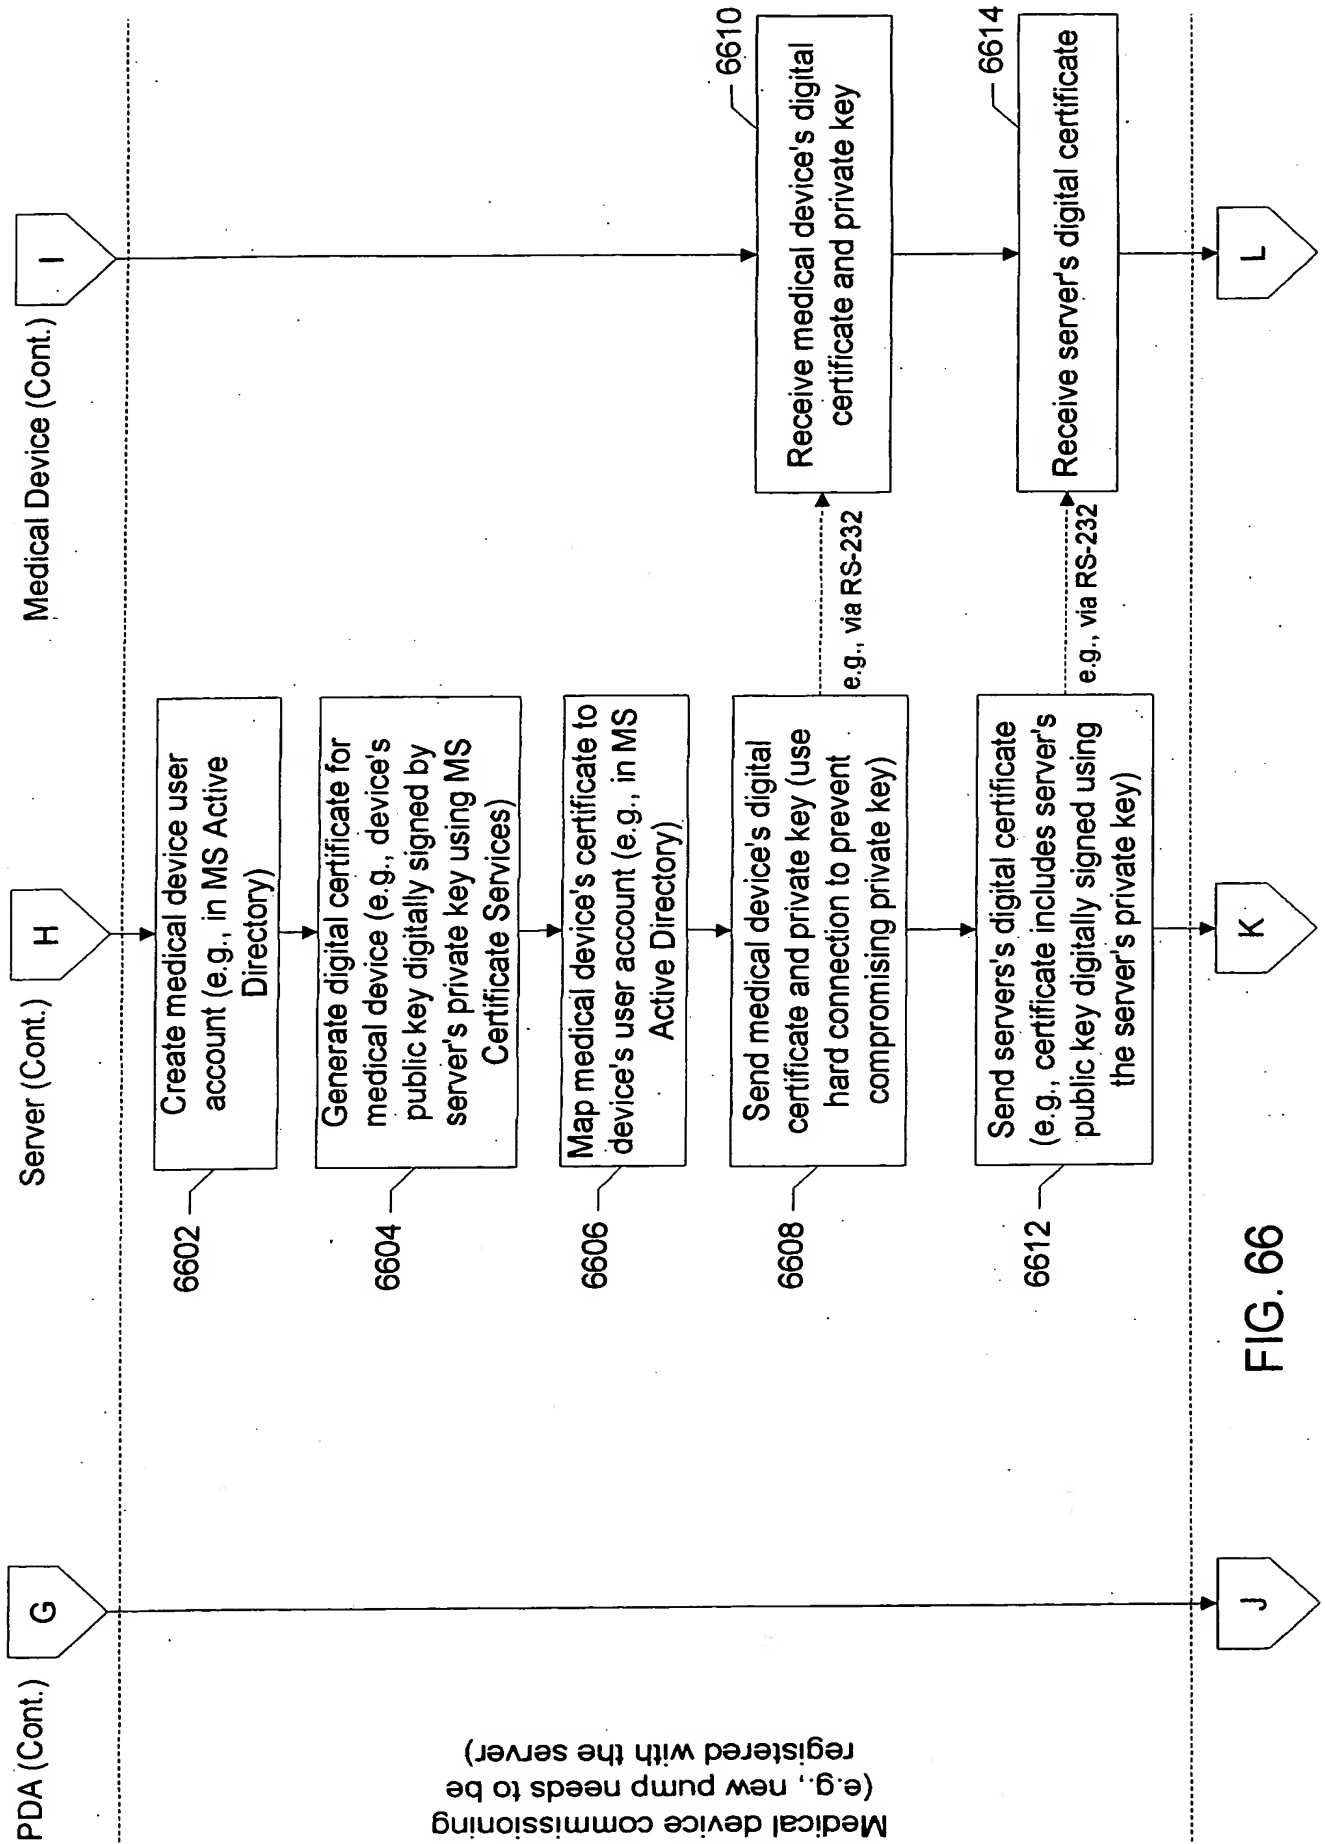 PDA (Cont.)
Server (Cont.)
Medical Device (Cont.)
G
H
I
Medical device commissioning
(e.g., new pump needs to be
registered with the server)
6602
Create medical device user
account (e.g., in MS Active
Directory)
6604
Generate digital certificate for
medical device (e.g., device's
public key digitally signed by
server's private key using MS
Certificate Services)
6606
Map medical device's certificate to
device's user account (e.g., in MS
Active Directory)
6608
Send medical device's digital
certificate and private key (use
hard connection to prevent
compromising private key)
e.g., via RS-232
6610
Receive medical device's digital
certificate and private key
6612
Send servers's digital certificate
(e.g., certificate includes server's
public key digitally signed using
the server's private key)
e.g., via RS-232
6614
Receive server's digital certificate
J
K
L
FIG. 66